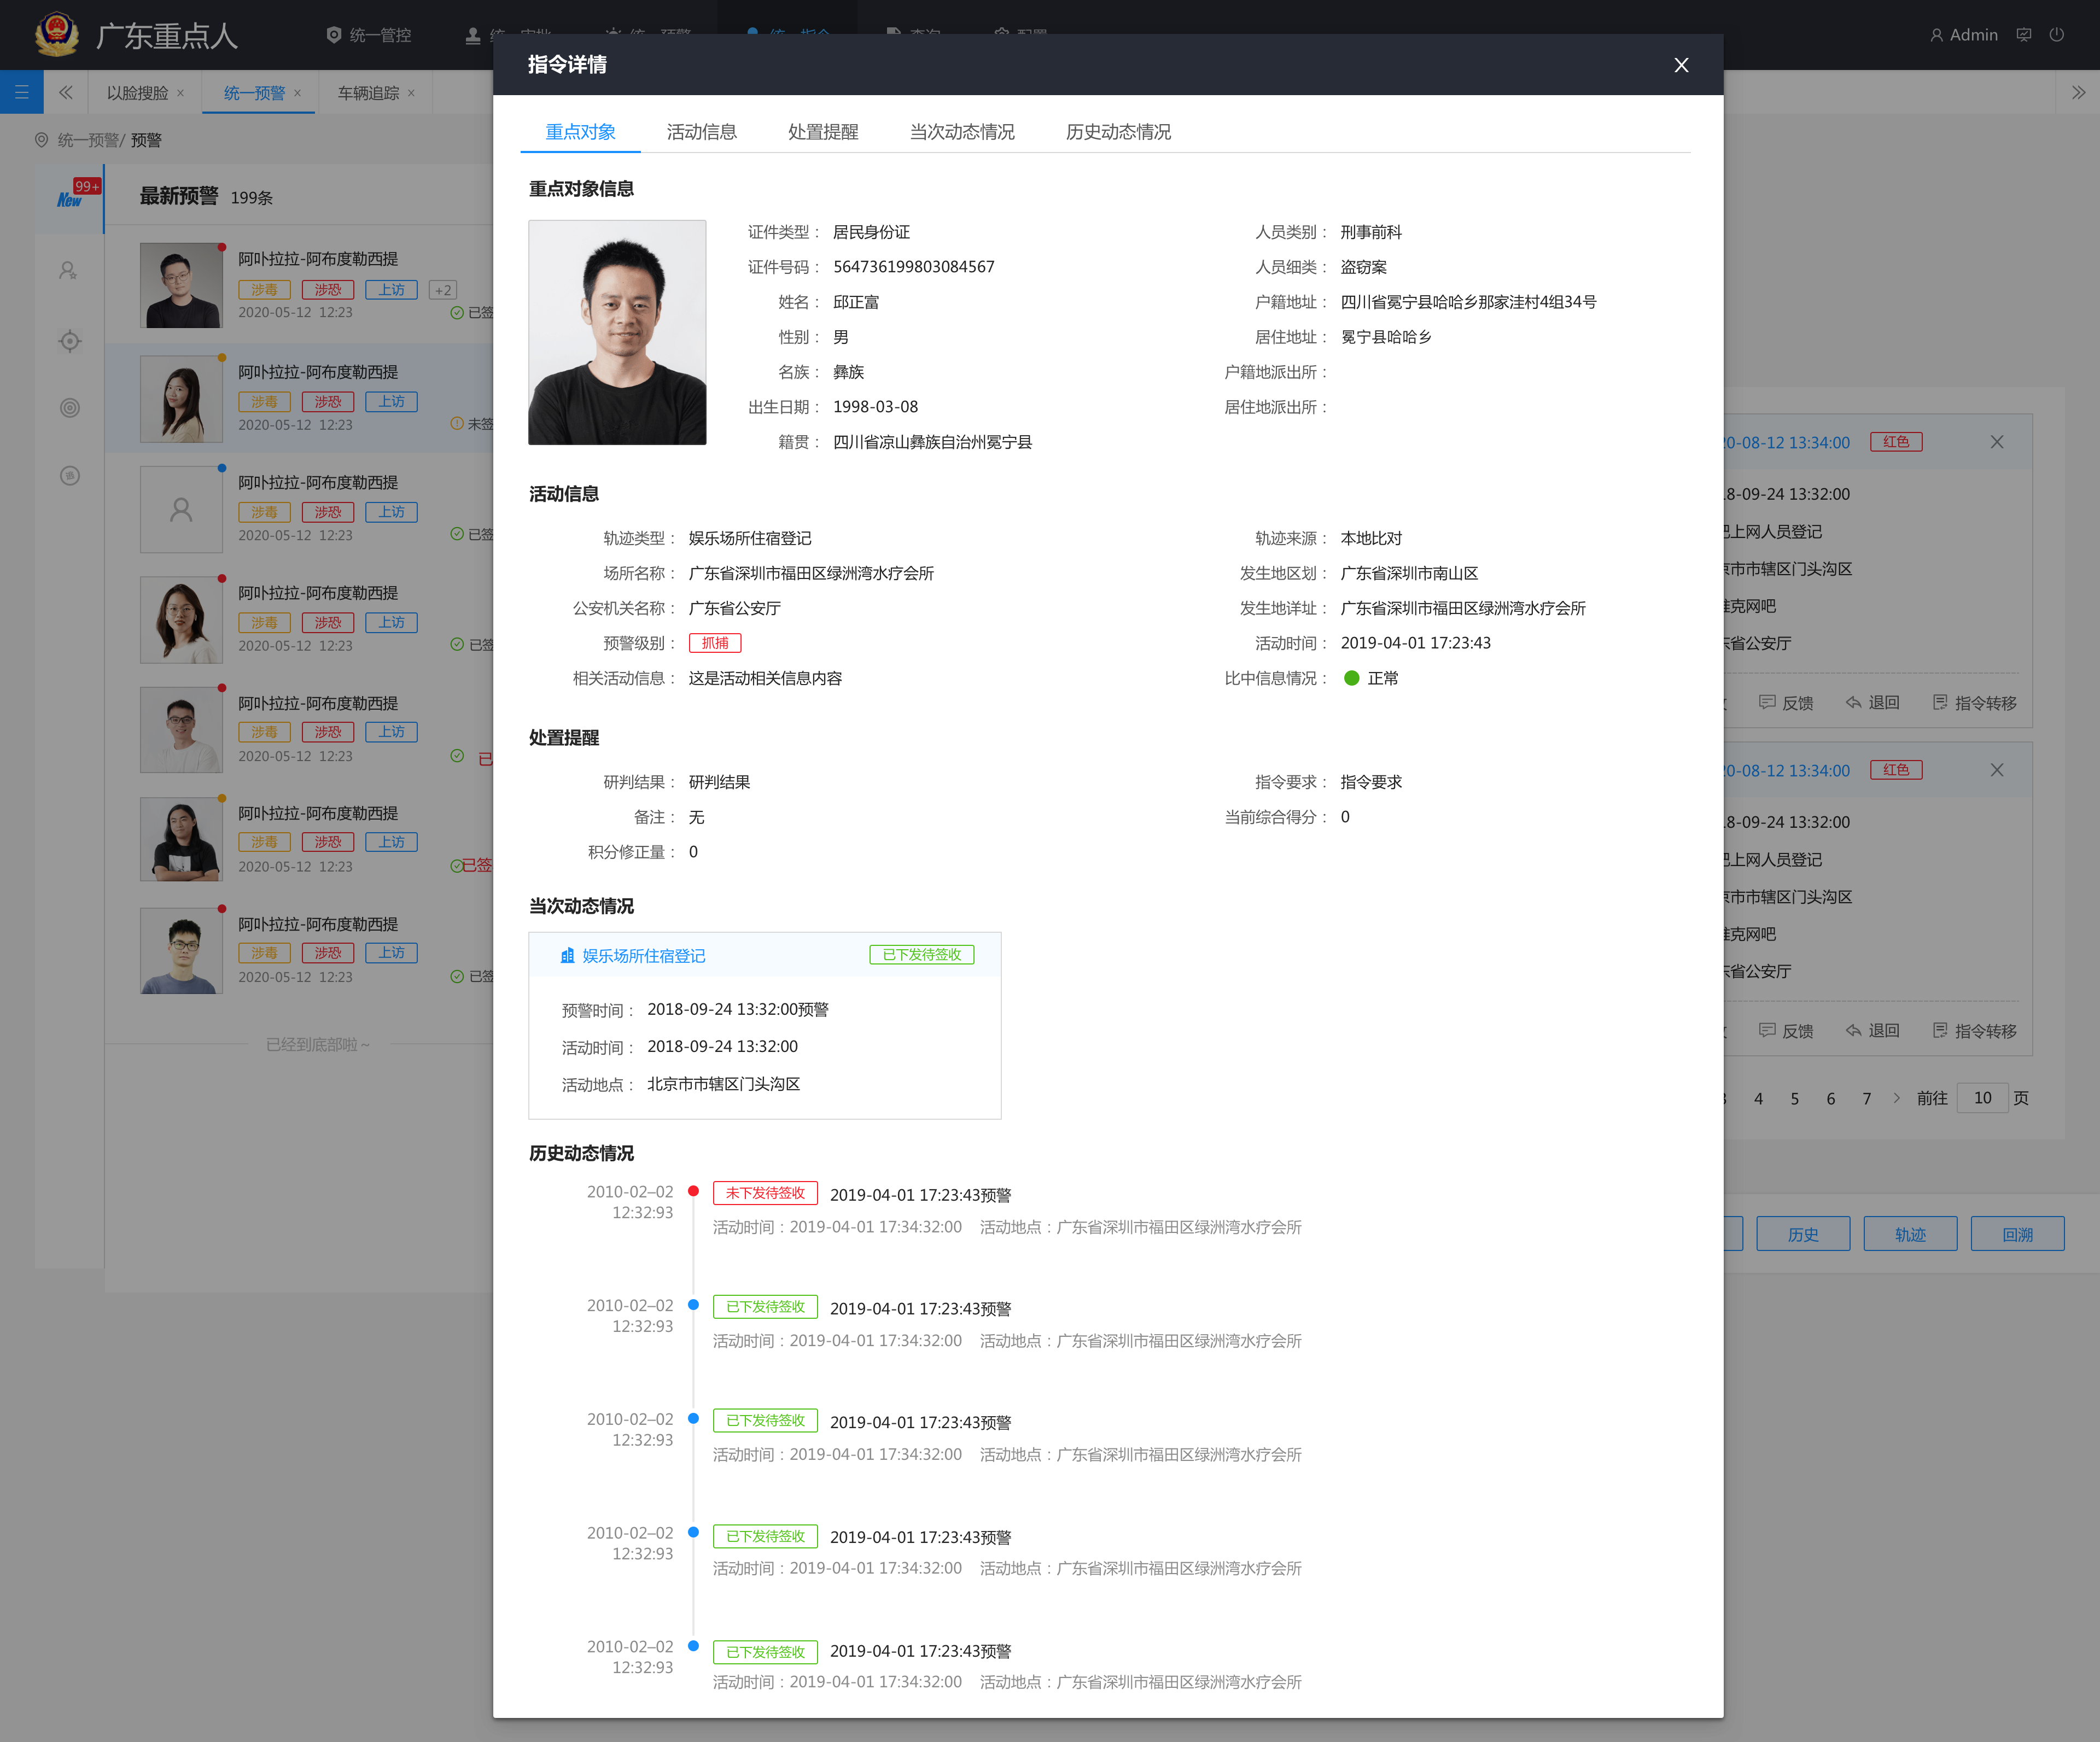 广东重点人
统一管控
Admin
以脸搜脸
统一预警
车辆追踪
统一预警/ 预警
99+
New
最新预警 199条
阿卟拉拉-阿布度勒西提
涉毒 涉恐 上访 +2
2020-05-12 12:23 已签
阿卟拉拉-阿布度勒西提
涉毒 涉恐 上访
2020-05-12 12:23 未签
阿卟拉拉-阿布度勒西提
涉毒 涉恐 上访
2020-05-12 12:23 已签
阿卟拉拉-阿布度勒西提
涉毒 涉恐 上访
2020-05-12 12:23 已签
阿卟拉拉-阿布度勒西提
涉毒 涉恐 上访
2020-05-12 12:23 已
阿卟拉拉-阿布度勒西提
涉毒 涉恐 上访
2020-05-12 12:23 已签
阿卟拉拉-阿布度勒西提
涉毒 涉恐 上访
2020-05-12 12:23 已签
已经到底部啦～
指令详情
重点对象 活动信息 处置提醒 当次动态情况 历史动态情况
重点对象信息
证件类型： 居民身份证
证件号码： 564736199803084567
姓名： 邱正富
性别： 男
名族： 彝族
出生日期： 1998-03-08
籍贯： 四川省凉山彝族自治州冕宁县
人员类别： 刑事前科
人员细类： 盗窃案
户籍地址： 四川省冕宁县哈哈乡那家洼村4组34号
居住地址： 冕宁县哈哈乡
户籍地派出所：
居住地派出所：
活动信息
轨迹类型： 娱乐场所住宿登记
场所名称： 广东省深圳市福田区绿洲湾水疗会所
公安机关名称： 广东省公安厅
预警级别： 抓捕
相关活动信息： 这是活动相关信息内容
轨迹来源： 本地比对
发生地区划： 广东省深圳市南山区
发生地详址： 广东省深圳市福田区绿洲湾水疗会所
活动时间： 2019-04-01 17:23:43
比中信息情况： 正常
处置提醒
研判结果： 研判结果
备注： 无
积分修正量： 0
指令要求： 指令要求
当前综合得分： 0
当次动态情况
娱乐场所住宿登记 已下发待签收
预警时间： 2018-09-24 13:32:00预警
活动时间： 2018-09-24 13:32:00
活动地点： 北京市市辖区门头沟区
历史动态情况
2010-02–02
12:32:93
未下发待签收 2019-04-01 17:23:43预警
活动时间：2019-04-01 17:34:32:00 活动地点：广东省深圳市福田区绿洲湾水疗会所
2010-02–02
12:32:93
已下发待签收 2019-04-01 17:23:43预警
活动时间：2019-04-01 17:34:32:00 活动地点：广东省深圳市福田区绿洲湾水疗会所
2010-02–02
12:32:93
已下发待签收 2019-04-01 17:23:43预警
活动时间：2019-04-01 17:34:32:00 活动地点：广东省深圳市福田区绿洲湾水疗会所
2010-02–02
12:32:93
已下发待签收 2019-04-01 17:23:43预警
活动时间：2019-04-01 17:34:32:00 活动地点：广东省深圳市福田区绿洲湾水疗会所
2010-02–02
12:32:93
已下发待签收 2019-04-01 17:23:43预警
活动时间：2019-04-01 17:34:32:00 活动地点：广东省深圳市福田区绿洲湾水疗会所
0-08-12 13:34:00 红色
8-09-24 13:32:00
上网人员登记
市市辖区门头沟区
克网吧
省公安厅
反馈 退回 指令转移
0-08-12 13:34:00 红色
8-09-24 13:32:00
上网人员登记
市市辖区门头沟区
克网吧
省公安厅
反馈 退回 指令转移
4 5 6 7 前往 10 页
历史 轨迹 回溯